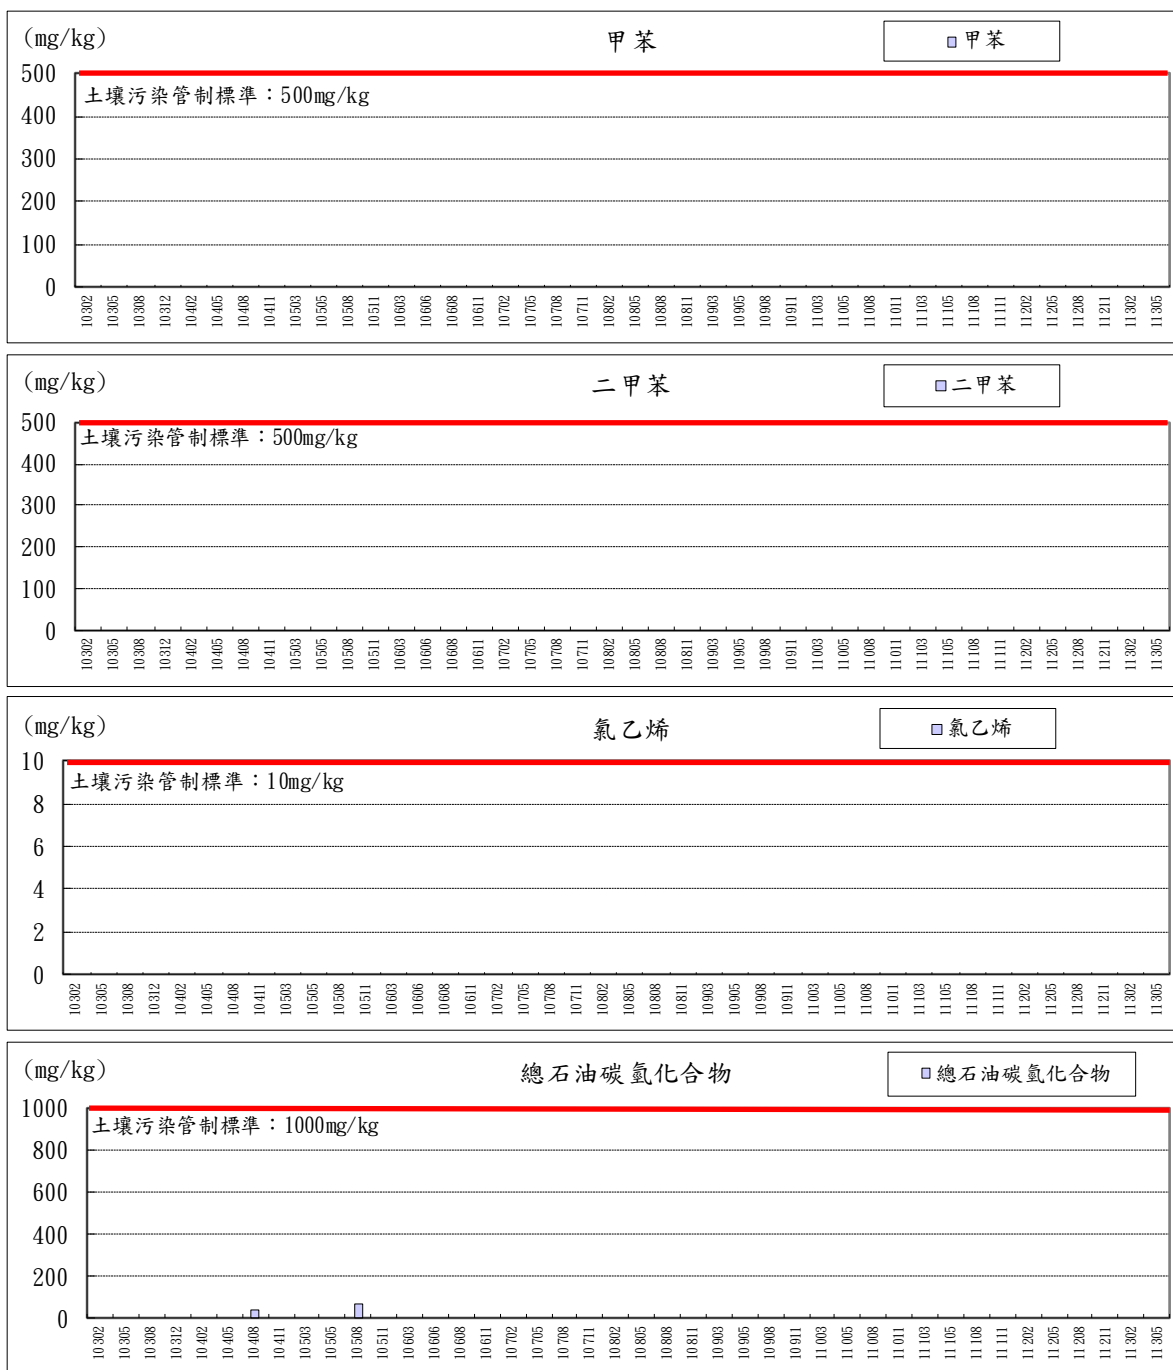 (mg/kg)
甲苯
甲苯
500
土壤污染管制標準：500mg/kg
400
300
200
100
0
10302 10305 10308 10312 10402 10405 10408 10411 10503 10505 10508 10511 10603 10606 10608 10611 10702 10705 10708 10711 10802 10805 10808 10811 10903 10905 10908 10911 11003 11005 11008 11011 11103 11105 11108 11111 11202 11205 11208 11211 11302 11305
(mg/kg)
二甲苯
二甲苯
500
土壤污染管制標準：500mg/kg
400
300
200
100
0
10302 10305 10308 10312 10402 10405 10408 10411 10503 10505 10508 10511 10603 10606 10608 10611 10702 10705 10708 10711 10802 10805 10808 10811 10903 10905 10908 10911 11003 11005 11008 11011 11103 11105 11108 11111 11202 11205 11208 11211 11302 11305
(mg/kg)
氯乙烯
氯乙烯
10
土壤污染管制標準：10mg/kg
8
6
4
2
0
10302 10305 10308 10312 10402 10405 10408 10411 10503 10505 10508 10511 10603 10606 10608 10611 10702 10705 10708 10711 10802 10805 10808 10811 10903 10905 10908 10911 11003 11005 11008 11011 11103 11105 11108 11111 11202 11205 11208 11211 11302 11305
(mg/kg)
總石油碳氫化合物
總石油碳氫化合物
1000
土壤污染管制標準：1000mg/kg
800
600
400
200
0
10302 10305 10308 10312 10402 10405 10408 10411 10503 10505 10508 10511 10603 10606 10608 10611 10702 10705 10708 10711 10802 10805 10808 10811 10903 10905 10908 10911 11003 11005 11008 11011 11103 11105 11108 11111 11202 11205 11208 11211 11302 11305